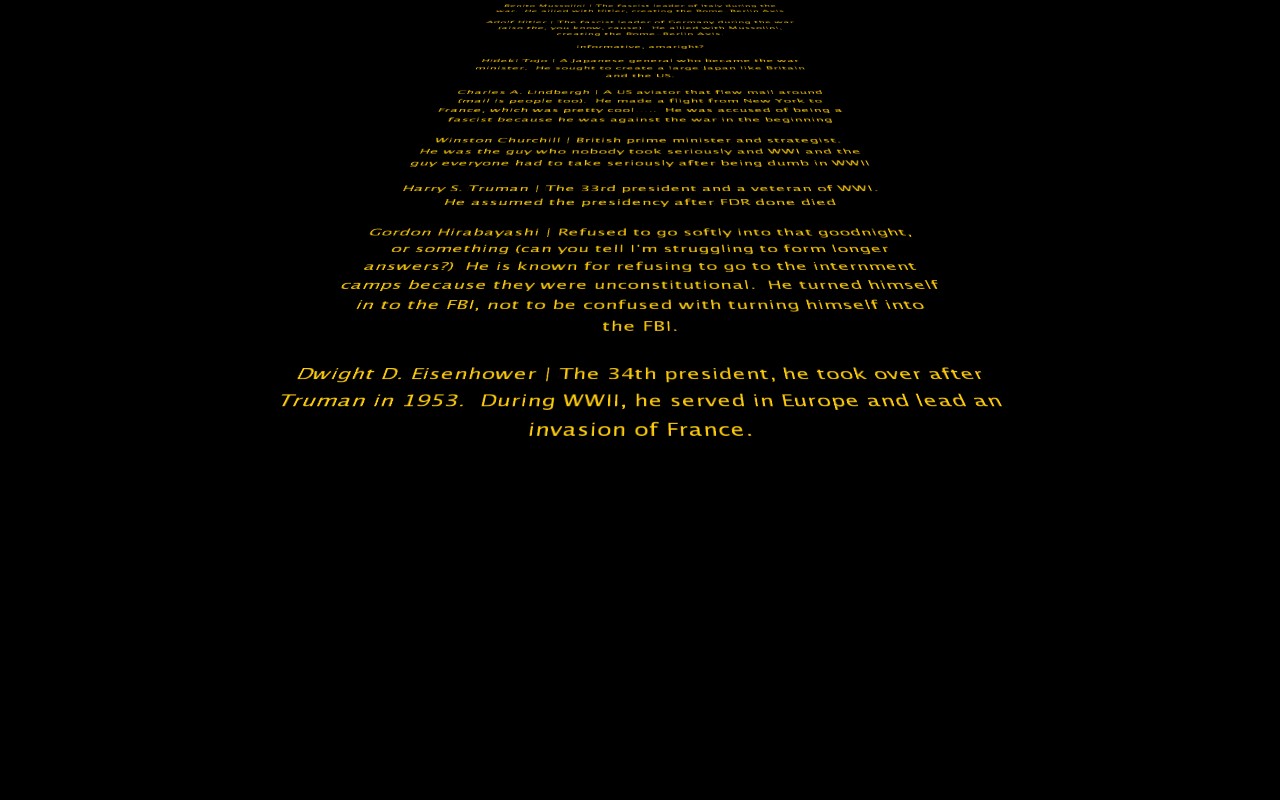 Benito Mussolini | The fascist leader of Italy during the
war. He allied with Hitler, creating the Rome Berlin Axis
Adolf Hitler | The fascist leader of Germany during the war
(also the, you know, cause). He allied with Mussolini,
creating the Rome Berlin Axis
informative, amaright?
Hideki Tojo | A Japanese general who became the war
minister. He sought to create a large Japan like Britain
and the US.
Charles A. Lindbergh | A US aviator that flew mail around
(mail is people too). He made a flight from New York to
France, which was pretty cool .... He was accused of being a
fascist because he was against the war in the beginning
Winston Churchill | British prime minister and strategist.
He was the guy who nobody took seriously and WWI and the
guy everyone had to take seriously after being dumb in WWII
Harry S. Truman | The 33rd president and a veteran of WWI.
He assumed the presidency after FDR done died
Gordon Hirabayashi | Refused to go softly into that goodnight,
or something (can you tell I'm struggling to form longer
answers?) He is known for refusing to go to the internment
camps because they were unconstitutional. He turned himself
in to the FBI, not to be confused with turning himself into
the FBI.
Dwight D. Eisenhower | The 34th president, he took over after
Truman in 1953. During WWII, he served in Europe and lead an
invasion of France.